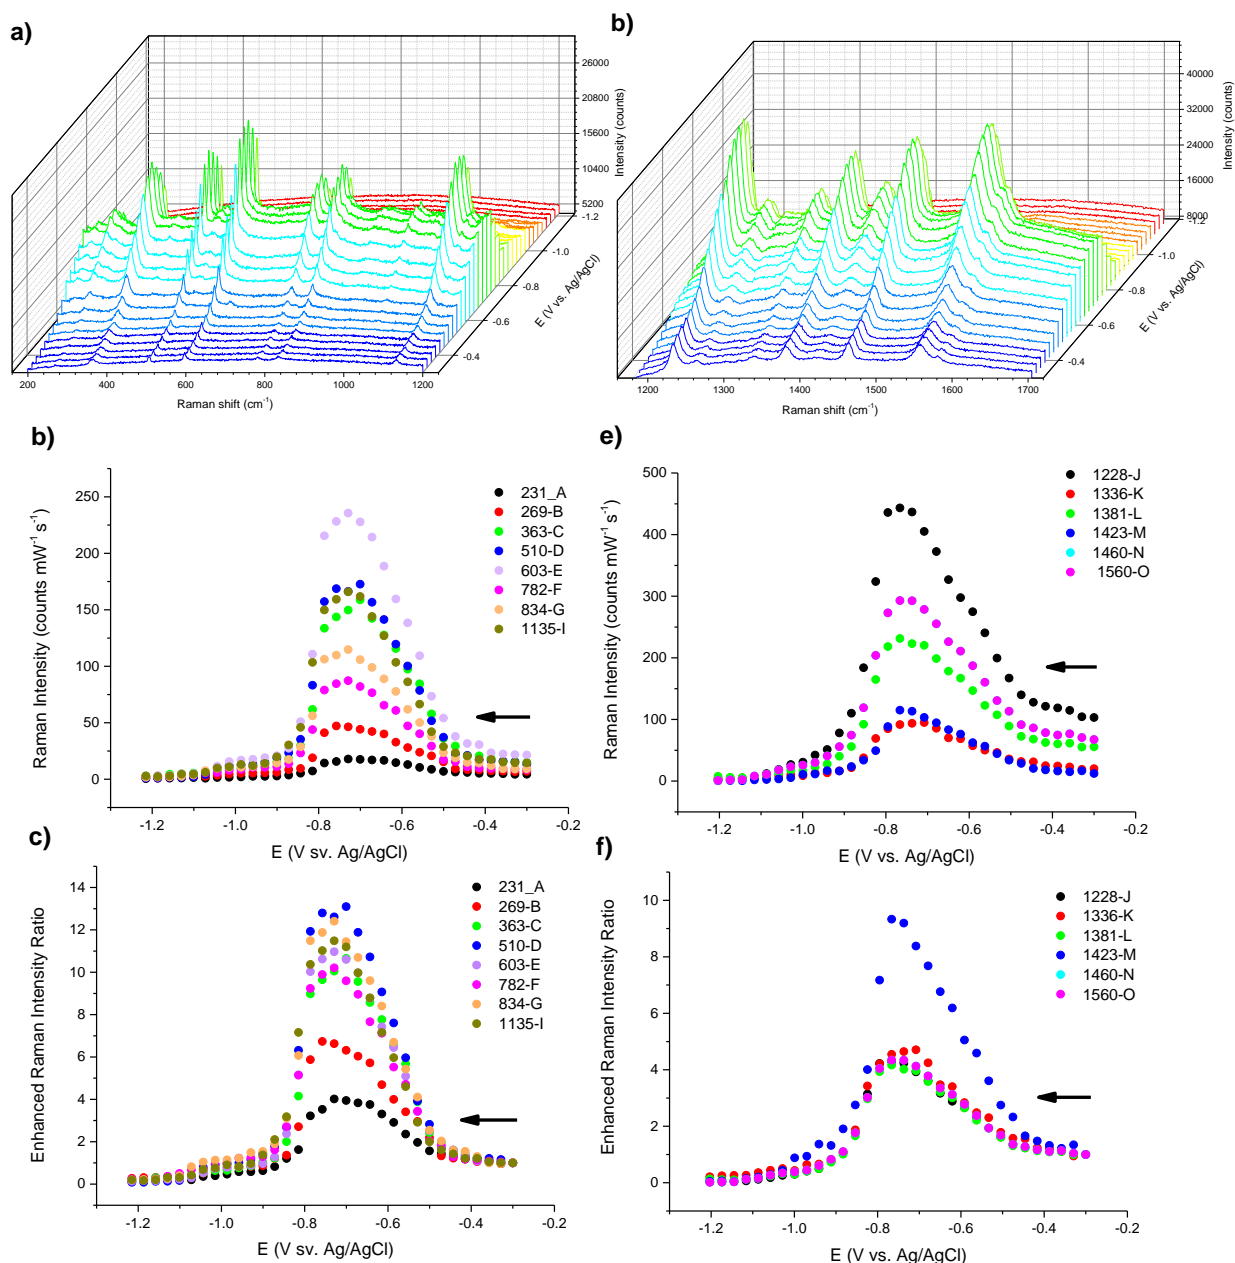 a)
26000
20800
15600
10400
5200
Intensity (counts)
-1.2
-1.0
-0.8
-0.6
-0.4
E (V vs. Ag/AgCl)
200
400
600
800
1000
1200
Raman shift (cm⁻¹)
b)
40000
32000
24000
16000
8000
Intensity (counts)
-1.2
-1.0
-0.8
-0.6
-0.4
E (V vs. Ag/AgCl)
1200
1300
1400
1500
1600
1700
Raman shift (cm⁻¹)
b)
250
200
150
100
50
0
Raman Intensity (counts mW⁻¹ s⁻¹)
231_A
269-B
363-C
510-D
603-E
782-F
834-G
1135-I
-1.2
-1.0
-0.8
-0.6
-0.4
-0.2
E (V sv. Ag/AgCl)
e)
500
400
300
200
100
0
Raman Intensity (counts mW⁻¹ s⁻¹)
1228-J
1336-K
1381-L
1423-M
1460-N
1560-O
-1.2
-1.0
-0.8
-0.6
-0.4
-0.2
E (V vs. Ag/AgCl)
c)
14
12
10
8
6
4
2
0
Enhanced Raman Intensity Ratio
231_A
269-B
363-C
510-D
603-E
782-F
834-G
1135-I
-1.2
-1.0
-0.8
-0.6
-0.4
-0.2
E (V sv. Ag/AgCl)
f)
10
8
6
4
2
0
Enhanced Raman Intensity Ratio
1228-J
1336-K
1381-L
1423-M
1460-N
1560-O
-1.2
-1.0
-0.8
-0.6
-0.4
-0.2
E (V vs. Ag/AgCl)